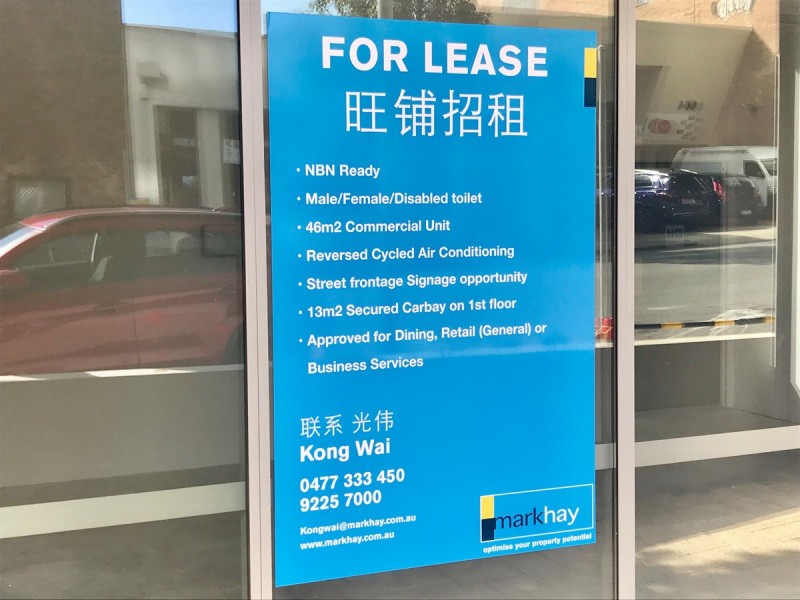 FOR LEASE
旺铺招租
· NBN Ready
· Male/Female/Disabled toilet
· 46m2 Commercial Unit
· Reversed Cycled Air Conditioning
· Street frontage Signage opportunity
· 13m2 Secured Carbay on 1st floor
· Approved for Dining, Retail (General) or
Business Services
联系 光伟
Kong Wai
0477 333 450
9225 7000
Kongwai@markhay.com.au
www.markhay.com.au
markhay
optimise your property potential